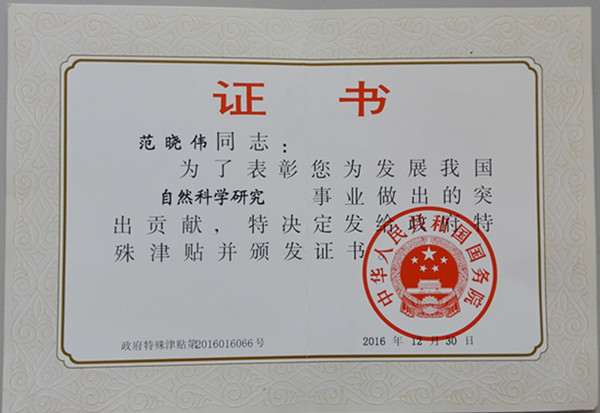 证书
范晓伟同志：
为了表彰您为发展我国
自然科学研究 事业做出的突
出贡献，特决定发给政府特
殊津贴并颁发证书
中华人民共和国国务院
政府特殊津贴第2016016066号
2016 年 12 月 30 日